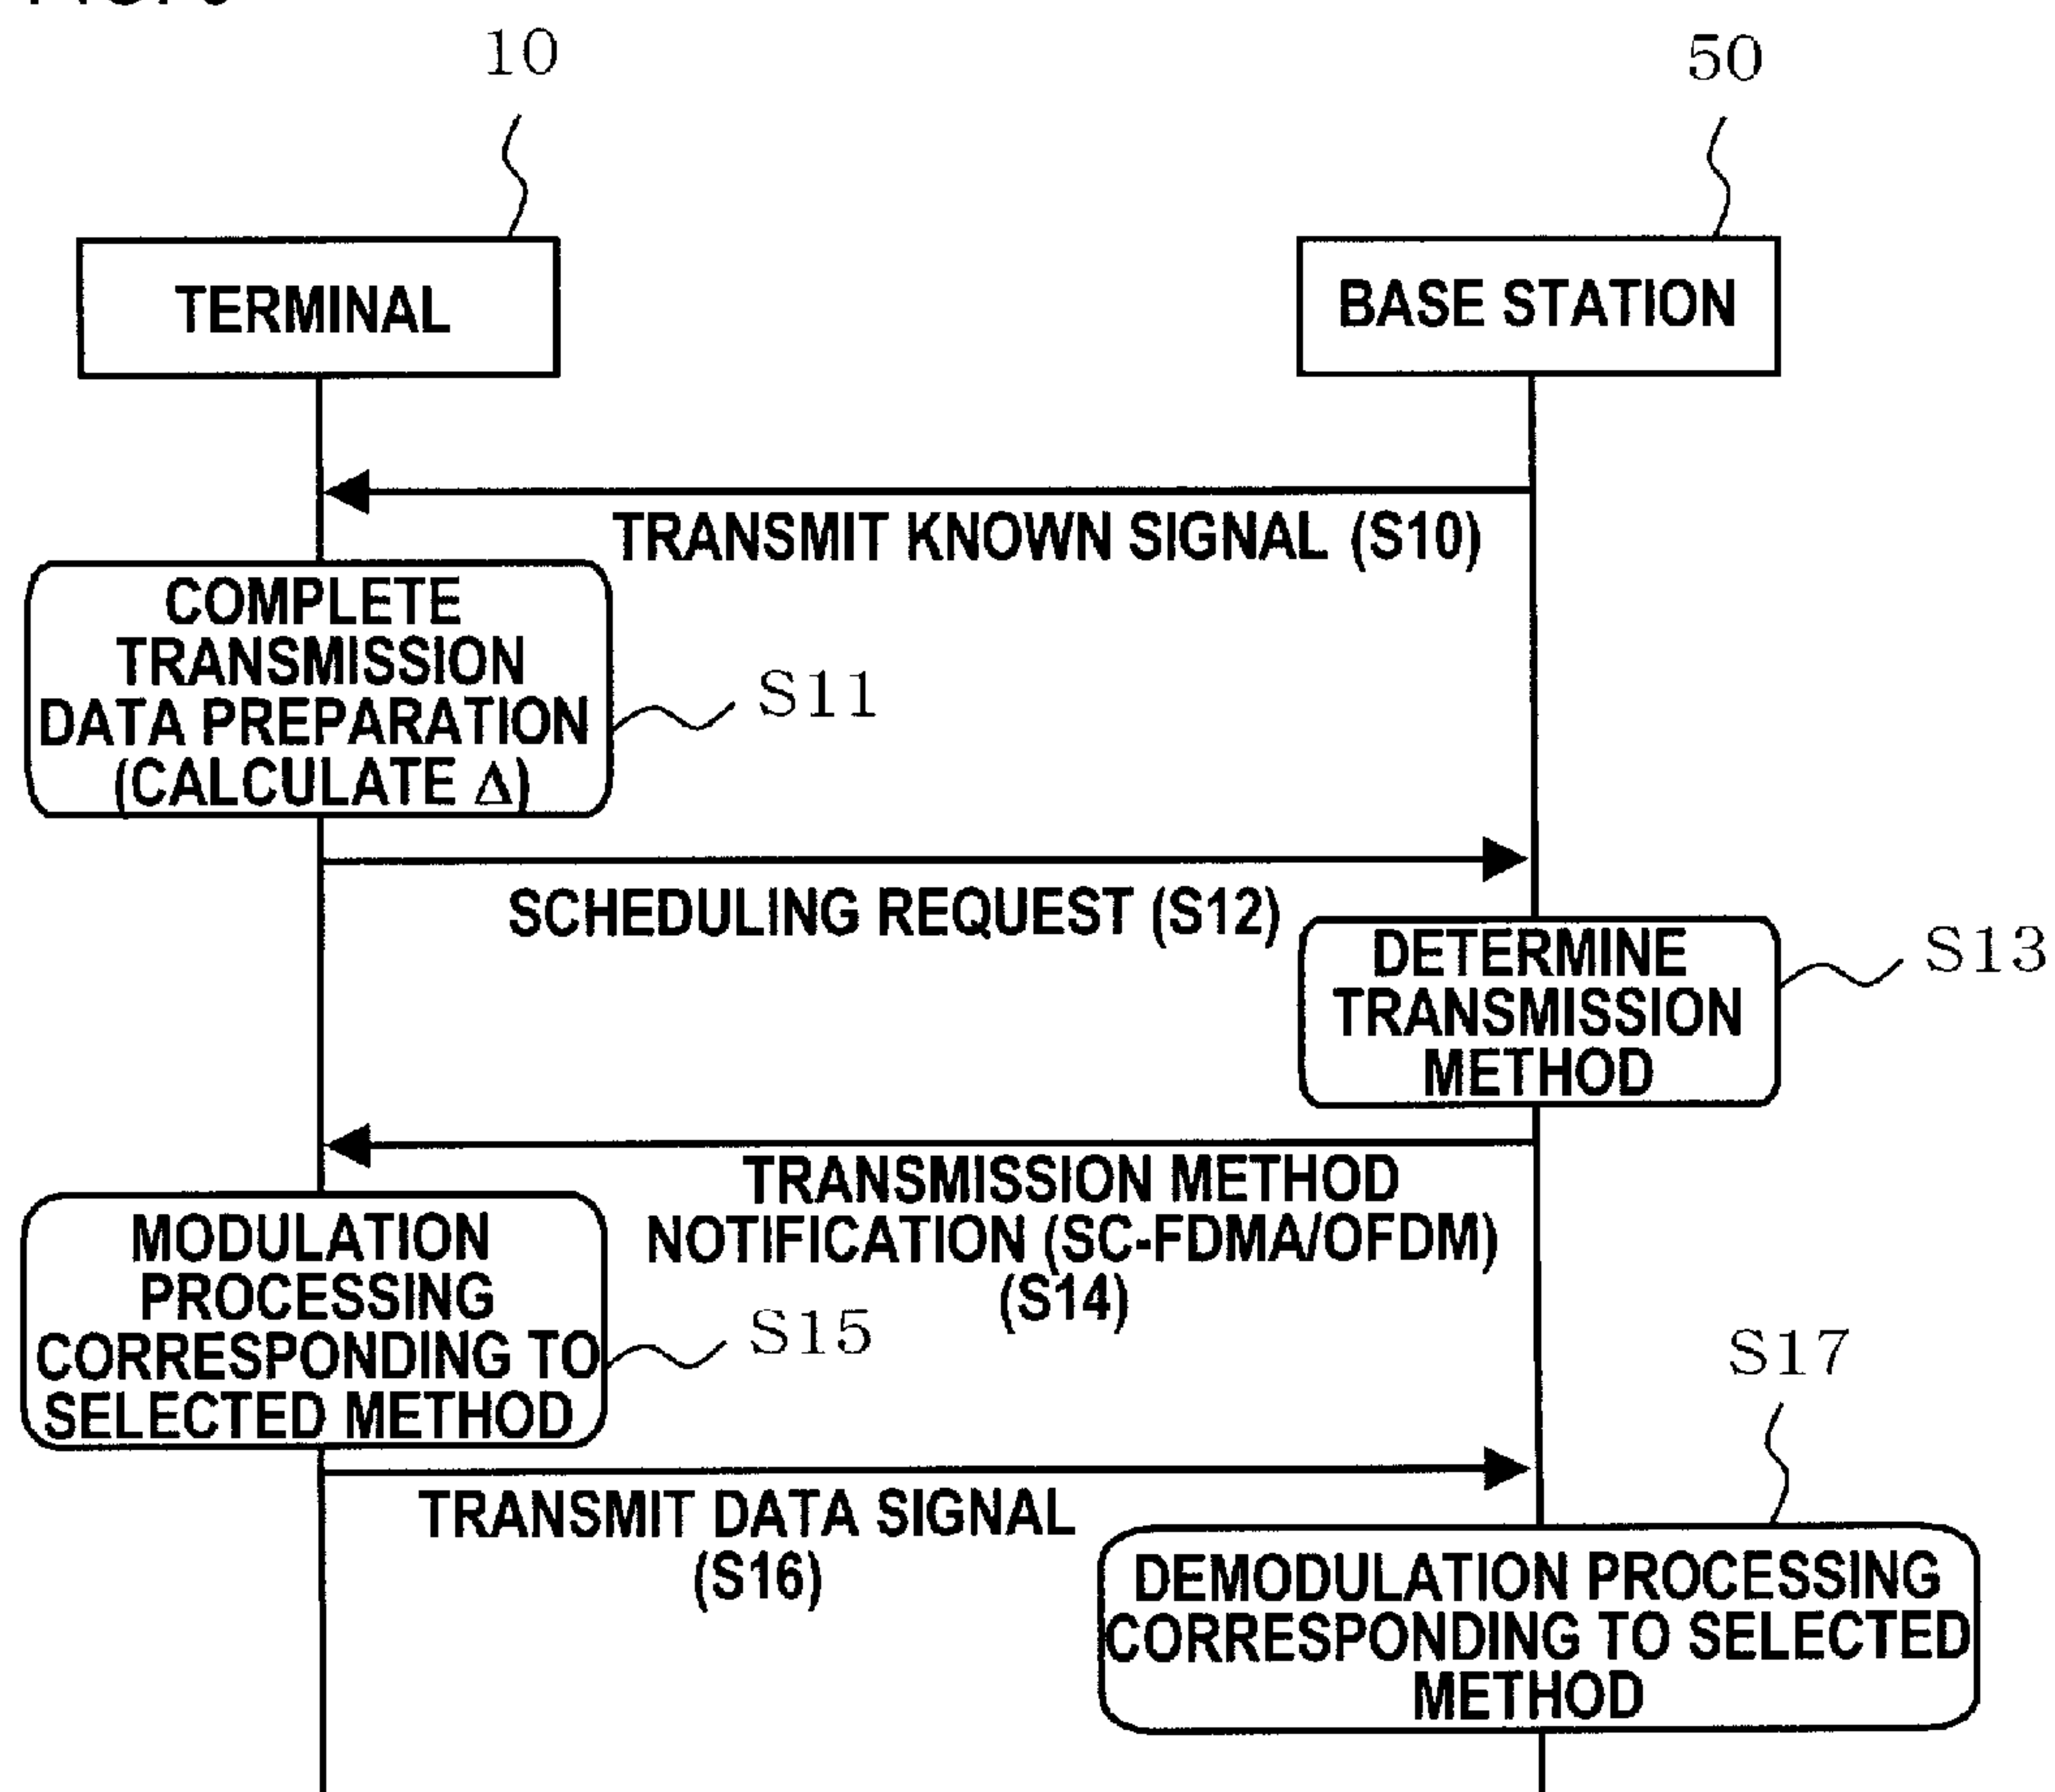 10
50
TERMINAL
BASE STATION
TRANSMIT KNOWN SIGNAL (S10)
COMPLETE
TRANSMISSION
DATA PREPARATION
(CALCULATE Δ)
S11
SCHEDULING REQUEST (S12)
DETERMINE
TRANSMISSION
METHOD
S13
TRANSMISSION METHOD
NOTIFICATION (SC-FDMA/OFDM)
(S14)
MODULATION
PROCESSING
CORRESPONDING TO
SELECTED METHOD
S15
S17
TRANSMIT DATA SIGNAL
(S16)
DEMODULATION PROCESSING
CORRESPONDING TO SELECTED
METHOD